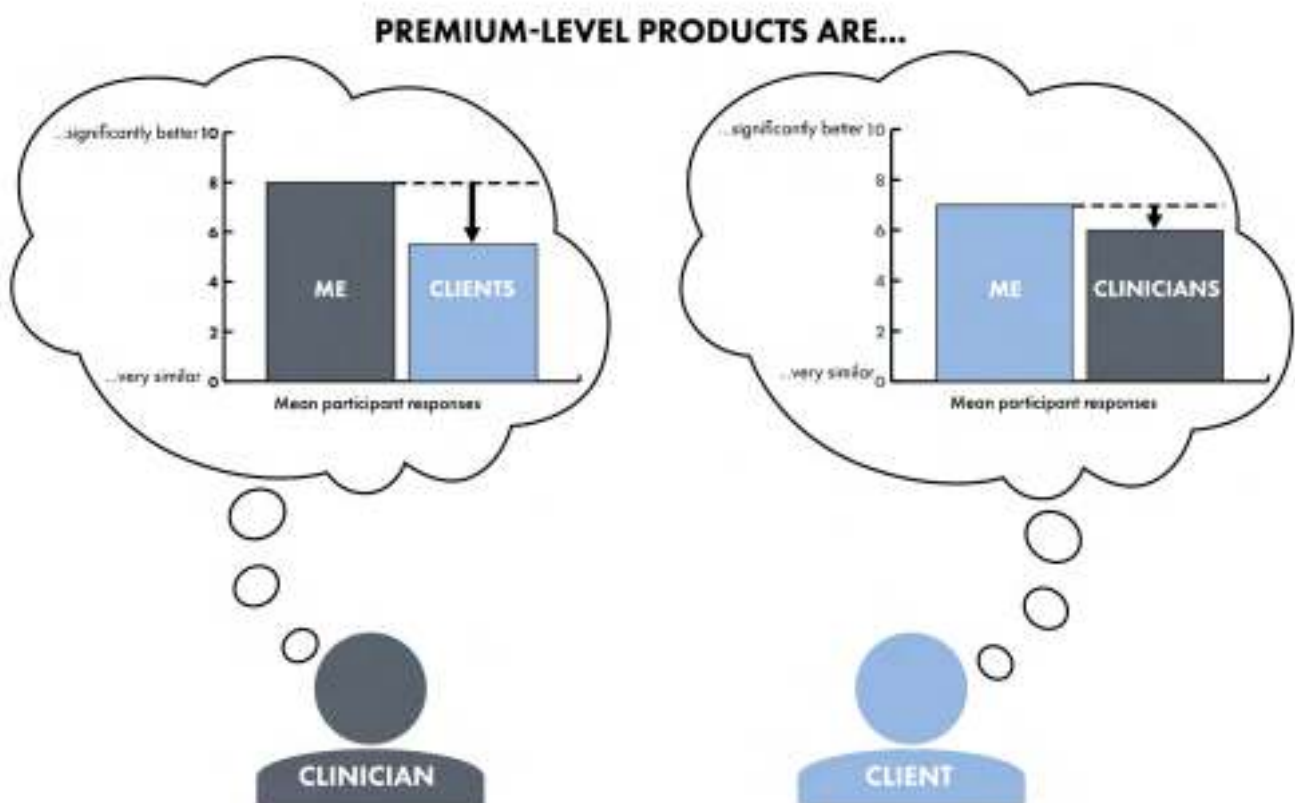 PREMIUM-LEVEL PRODUCTS ARE...
...significantly better 10
8
6
4
2
...very similar 0
ME
CLIENTS
Mean participant responses
...significantly better 10
8
6
4
2
...very similar 0
ME
CLINICIANS
Mean participant responses
CLINICIAN
CLIENT